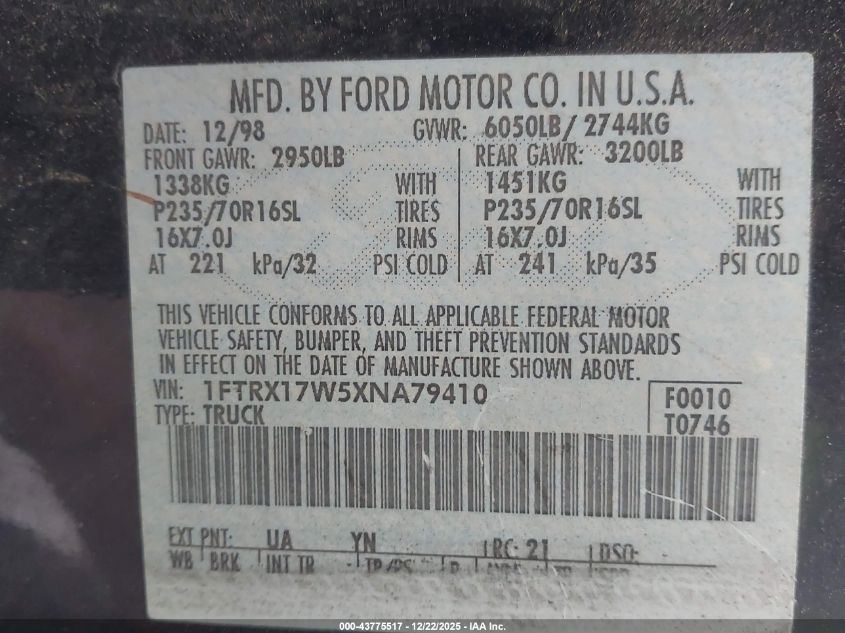 MFD. BY FORD MOTOR CO. IN U.S.A.
DATE: 12/98 GVWR: 6050LB/ 2744KG
FRONT GAWR: 2950LB REAR GAWR: 3200LB
1338KG WITH 1451KG WITH
P235/70R16SL TIRES P235/70R16SL TIRES
16X7.0J RIMS 16X7.0J RIMS
AT 221 kPa/32 PSI COLD AT 241 kPa/35 PSI COLD
THIS VEHICLE CONFORMS TO ALL APPLICABLE FEDERAL MOTOR
VEHICLE SAFETY, BUMPER, AND THEFT PREVENTION STANDARDS
IN EFFECT ON THE DATE OF MANUFACTURE SHOWN ABOVE.
VIN: 1FTRX17W5XNA79410 F0010
TYPE: TRUCK T0746
EXT PNT: UA YN RC: 21 DSO:
WB BRK INT TR TP/PS R
000-43775517 - 12/22/2025 - IAA Inc.